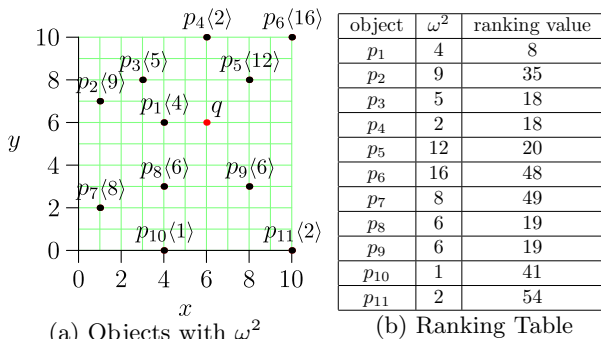 p4⟨2⟩ p6⟨16⟩
10
p3⟨5⟩ p5⟨12⟩
8
p2⟨9⟩
p1⟨4⟩ q
6
y
4
p8⟨6⟩ p9⟨6⟩
p7⟨8⟩
2
p10⟨1⟩ p11⟨2⟩
0
0 2 4 6 8 10
x
(a) Objects with ω²
object ω² ranking value
p1 4 8
p2 9 35
p3 5 18
p4 2 18
p5 12 20
p6 16 48
p7 8 49
p8 6 19
p9 6 19
p10 1 41
p11 2 54
(b) Ranking Table